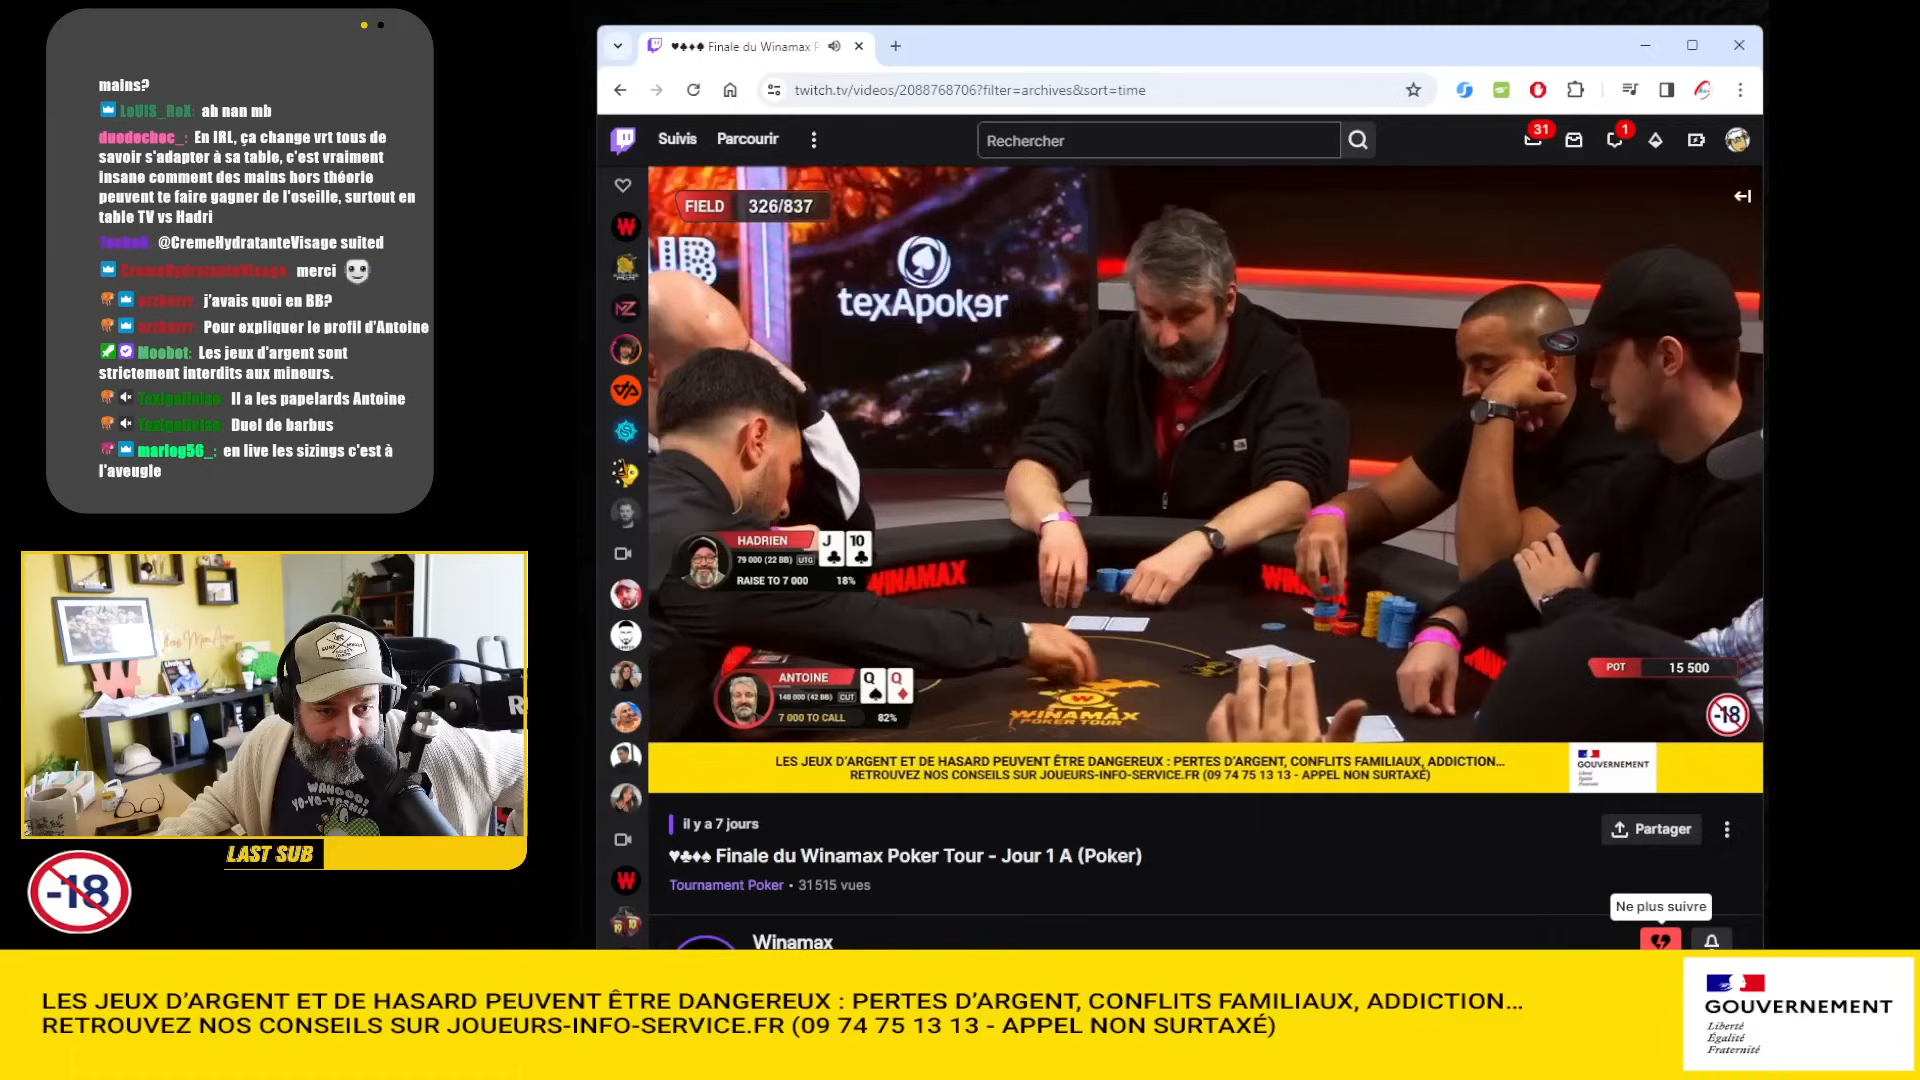 mains?
LoUIS_RoX: ah nan mb
duodechoc_: En IRL, ça change vrt tous de
savoir s'adapter à sa table, c'est vraiment
insane comment des mains hors théorie
peuvent te faire gagner de l'oseille, surtout en
table TV vs Hadri
@CremeHydratanteVisage suited
CremeHydratanteVisage: merci
j'avais quoi en BB?
Pour expliquer le profil d'Antoine
Moobot: Les jeux d'argent sont
strictement interdits aux mineurs.
Il a les papelards Antoine
Duel de barbus
marlog56_: en live les sizings c'est à
l'aveugle
LAST SUB
-18
♥♣♦♠ Finale du Winamax P
twitch.tv/videos/2088768706?filter=archives&sort=time
Suivis
Parcourir
Rechercher
31
1
FIELD 326/837
texApoker
HADRIEN
J 10
79 000 (22 BB) UTG
RAISE TO 7 000 18%
WINAMAX
ANTOINE
Q Q
148 000 (42 BB) CUT
7 000 TO CALL 82%
WINAMAX
POKER TOUR
POT 15 500
-18
LES JEUX D'ARGENT ET DE HASARD PEUVENT ÊTRE DANGEREUX : PERTES D'ARGENT, CONFLITS FAMILIAUX, ADDICTION...
RETROUVEZ NOS CONSEILS SUR JOUEURS-INFO-SERVICE.FR (09 74 75 13 13 - APPEL NON SURTAXÉ)
GOUVERNEMENT
il y a 7 jours
Partager
♥♣♦♠ Finale du Winamax Poker Tour - Jour 1 A (Poker)
Tournament Poker • 31 515 vues
Ne plus suivre
Winamax
LES JEUX D'ARGENT ET DE HASARD PEUVENT ÊTRE DANGEREUX : PERTES D'ARGENT, CONFLITS FAMILIAUX, ADDICTION...
RETROUVEZ NOS CONSEILS SUR JOUEURS-INFO-SERVICE.FR (09 74 75 13 13 - APPEL NON SURTAXÉ)
GOUVERNEMENT
Liberté
Égalité
Fraternité